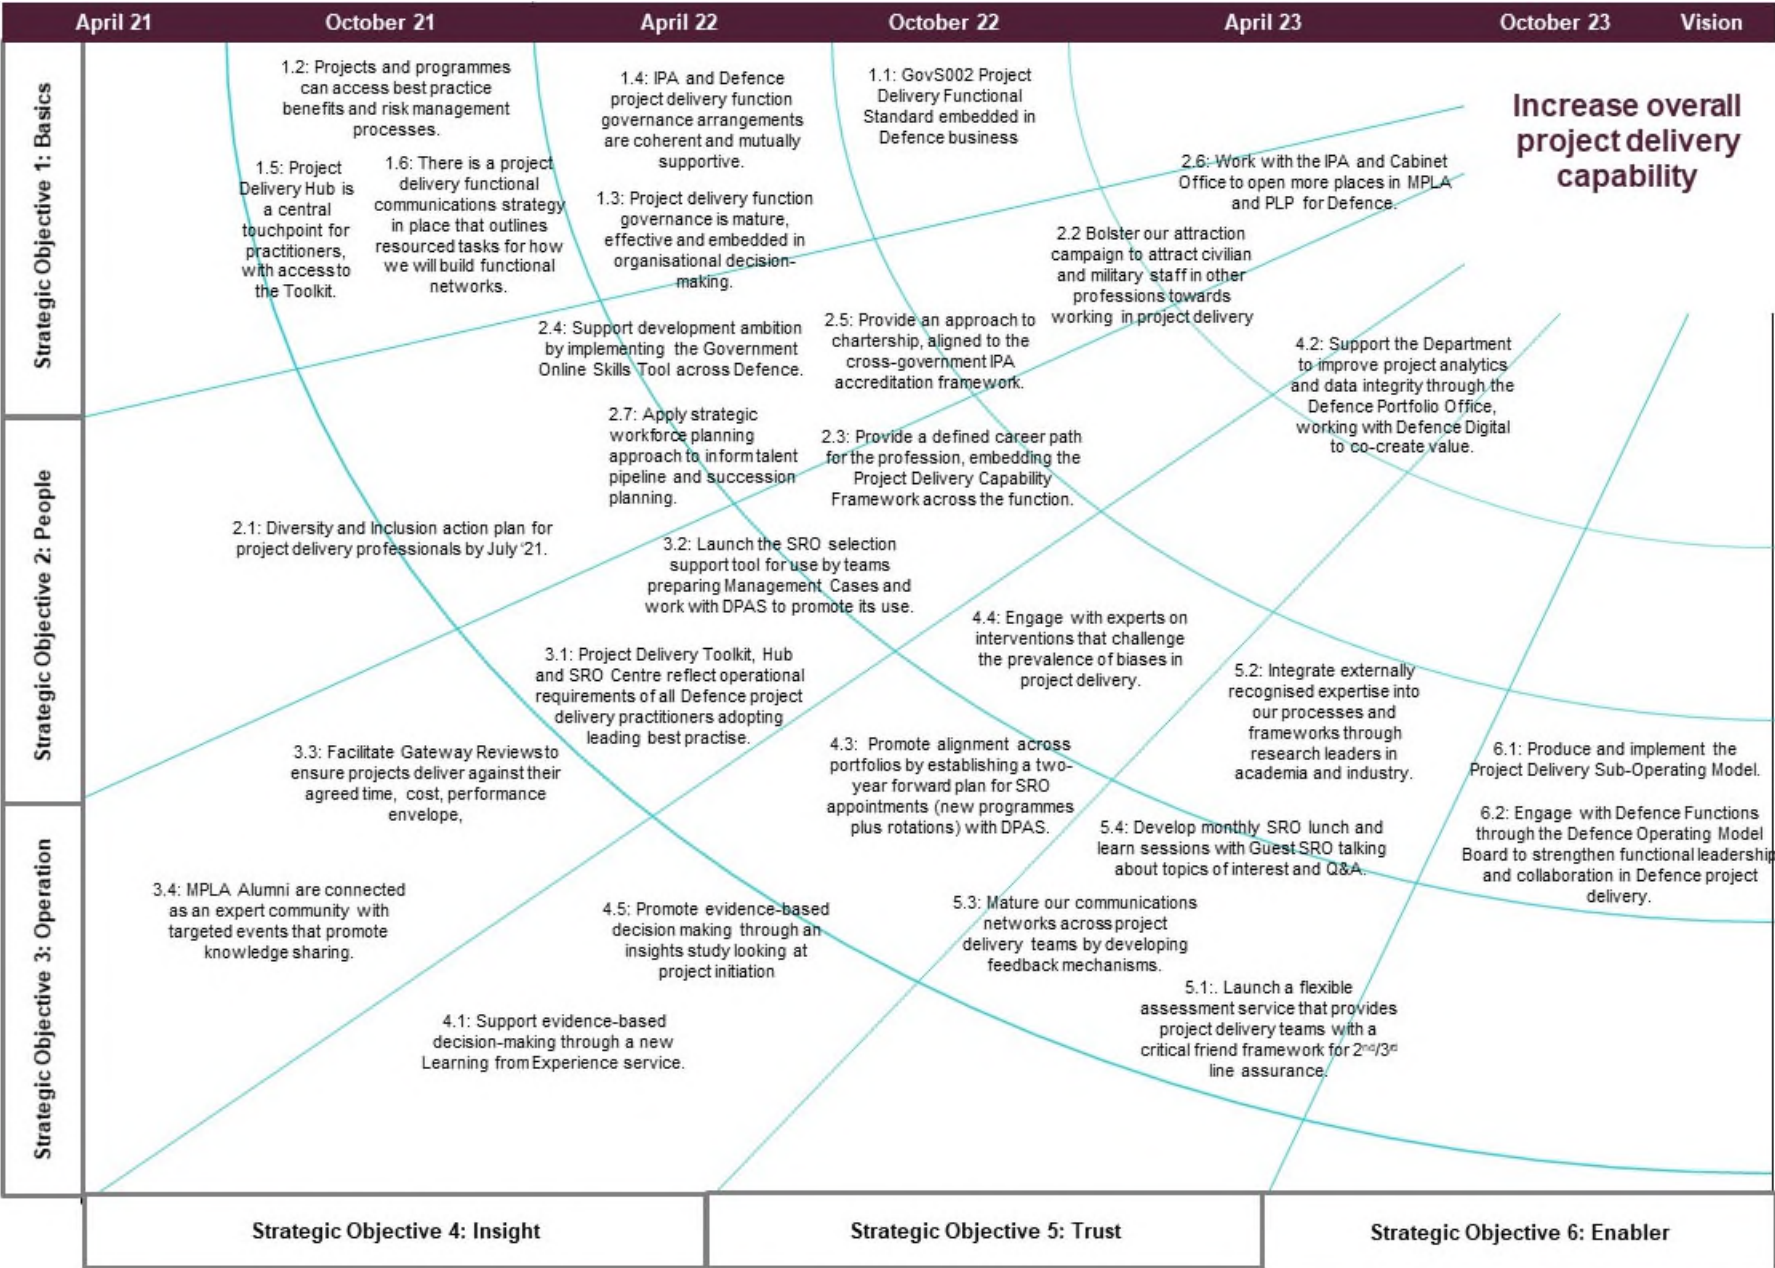 April 21
October 21
April 22
October 22
April 23
October 23
Vision
Strategic Objective 1: Basics
1.2: Projects and programmes
can access best practice
benefits and risk management
processes.
1.5: Project
Delivery Hub is
a central
touchpoint for
practitioners,
with access to
the Toolkit.
1.6: There is a project
delivery functional
communications strategy
in place that outlines
resourced tasks for how
we will build functional
networks.
1.4: IPA and Defence
project delivery function
governance arrangements
are coherent and mutually
supportive.
1.3: Project delivery function
governance is mature,
effective and embedded in
organisational decision-
making.
1.1: GovS002 Project
Delivery Functional
Standard embedded in
Defence business
Increase overall
project delivery
capability
2.6: Work with the IPA and Cabinet
Office to open more places in MPLA
and PLP for Defence.
2.2 Bolster our attraction
campaign to attract civilian
and military staff in other
professions towards
working in project delivery
2.4: Support development ambition
by implementing the Government
Online Skills Tool across Defence.
2.5: Provide an approach to
chartership, aligned to the
cross-government IPA
accreditation framework.
4.2: Support the Department
to improve project analytics
and data integrity through the
Defence Portfolio Office,
working with Defence Digital
to co-create value.
Strategic Objective 2: People
2.7: Apply strategic
workforce planning
approach to inform talent
pipeline and succession
planning.
2.3: Provide a defined career path
for the profession, embedding the
Project Delivery Capability
Framework across the function.
2.1: Diversity and Inclusion action plan for
project delivery professionals by July ‘21.
3.2: Launch the SRO selection
support tool for use by teams
preparing Management Cases and
work with DPAS to promote its use.
4.4: Engage with experts on
interventions that challenge
the prevalence of biases in
project delivery.
3.1: Project Delivery Toolkit, Hub
and SRO Centre reflect operational
requirements of all Defence project
delivery practitioners adopting
leading best practise.
5.2: Integrate externally
recognised expertise into
our processes and
frameworks through
research leaders in
academia and industry.
3.3: Facilitate Gateway Reviews to
ensure projects deliver against their
agreed time, cost, performance
envelope,
4.3: Promote alignment across
portfolios by establishing a two-
year forward plan for SRO
appointments (new programmes
plus rotations) with DPAS.
6.1: Produce and implement the
Project Delivery Sub-Operating Model.
6.2: Engage with Defence Functions
through the Defence Operating Model
Board to strengthen functional leadership
and collaboration in Defence project
delivery.
Strategic Objective 3: Operation
5.4: Develop monthly SRO lunch and
learn sessions with Guest SRO talking
about topics of interest and Q&A.
3.4: MPLA Alumni are connected
as an expert community with
targeted events that promote
knowledge sharing.
4.5: Promote evidence-based
decision making through an
insights study looking at
project initiation
5.3: Mature our communications
networks across project
delivery teams by developing
feedback mechanisms.
5.1:. Launch a flexible
assessment service that provides
project delivery teams with a
critical friend framework for 2nd/3rd
line assurance.
4.1: Support evidence-based
decision-making through a new
Learning from Experience service.
Strategic Objective 4: Insight
Strategic Objective 5: Trust
Strategic Objective 6: Enabler